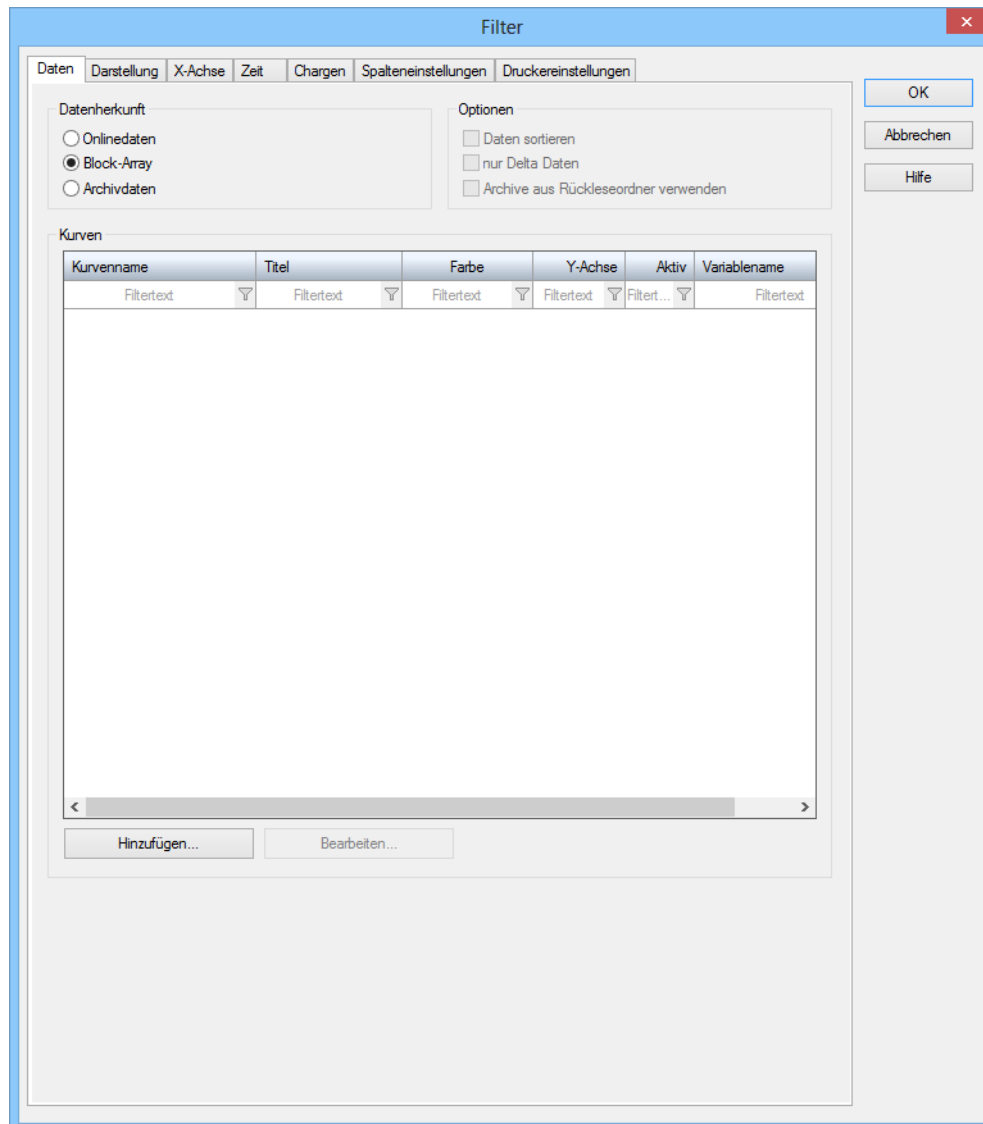 Filter
Daten Darstellung X-Achse Zeit Chargen Spalteneinstellungen Druckereinstellungen
OK
Abbrechen
Hilfe
Datenherkunft
Onlinedaten
Block-Array
Archivdaten
Optionen
Daten sortieren
nur Delta Daten
Archive aus Rückleseordner verwenden
Kurven
Kurvenname Titel Farbe Y-Achse Aktiv Variablename
Filtertext Filtertext Filtertext Filtertext Filtert... Filtertext
Hinzufügen... Bearbeiten...